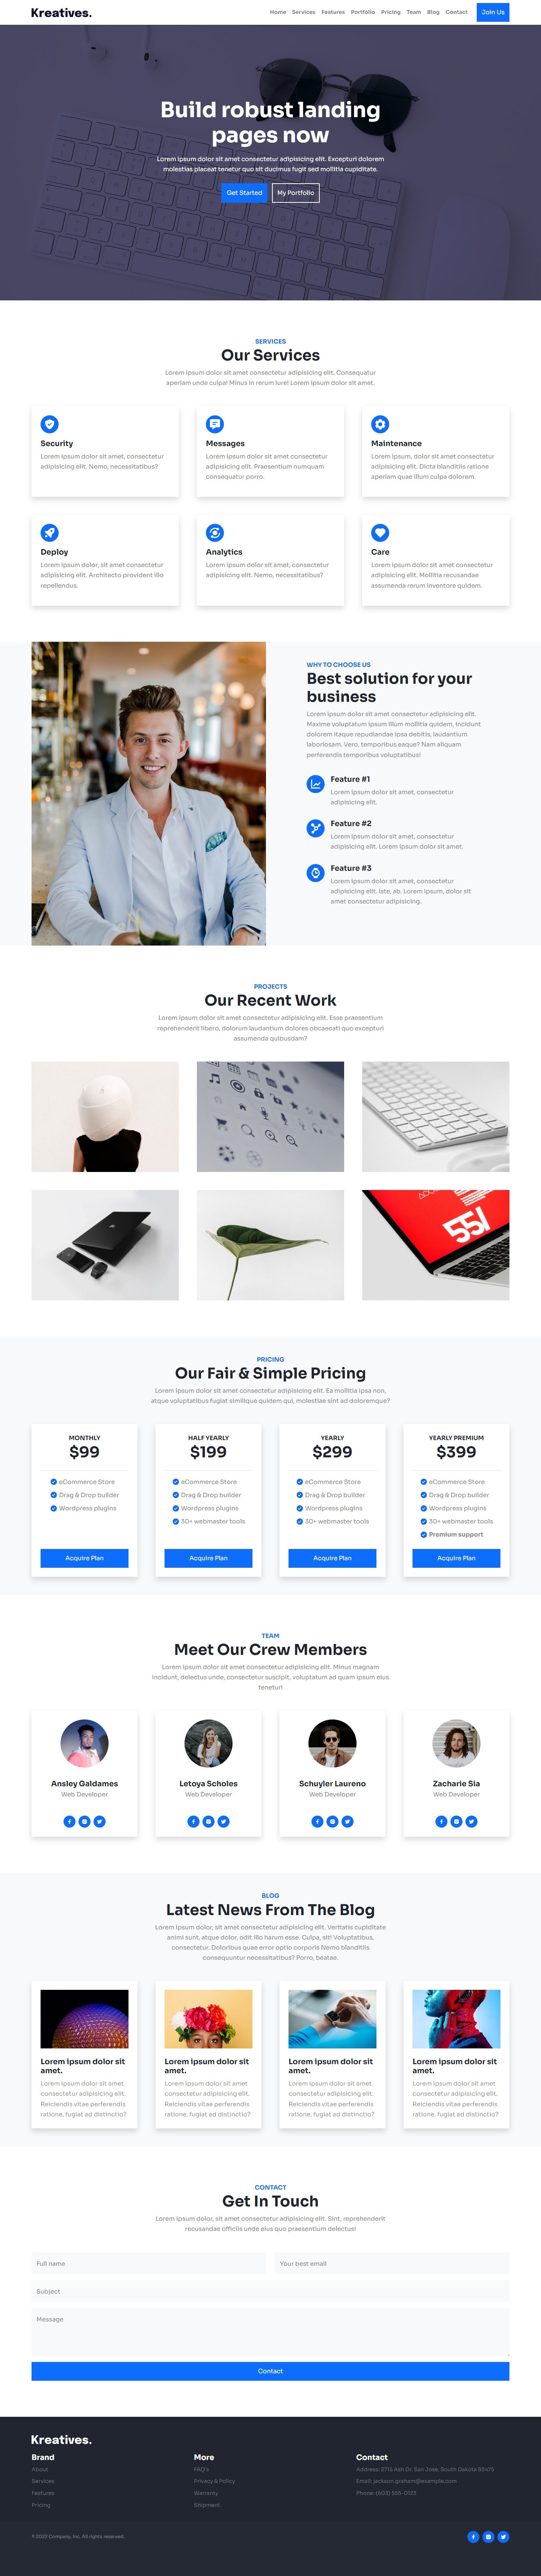 Kreatives.
Home Services Features Portfolio Pricing Team Blog Contact Join Us
Build robust landing
pages now
Lorem ipsum dolor sit amet consectetur adipisicing elit. Excepturi dolorem
molestias placeat tenetur quo sit ducimus fugit sed mollitia cupiditate.
Get Started My Portfolio
SERVICES
Our Services
Lorem ipsum dolor sit amet consectetur adipisicing elit. Consequatur
aperiam unde culpa! Minus in rerum iure! Lorem ipsum dolor sit amet.
Security
Lorem ipsum dolor sit amet, consectetur
adipisicing elit. Nemo, necessitatibus?
Messages
Lorem ipsum dolor sit amet consectetur
adipisicing elit. Praesentium numquam
consequatur porro.
Maintenance
Lorem ipsum, dolor sit amet consectetur
adipisicing elit. Dicta blanditiis ratione
aperiam quae illum culpa dolorem.
Deploy
Lorem ipsum dolor, sit amet consectetur
adipisicing elit. Architecto provident illo
repellendus.
Analytics
Lorem ipsum dolor sit amet, consectetur
adipisicing elit. Nemo, necessitatibus?
Care
Lorem ipsum dolor sit amet consectetur
adipisicing elit. Mollitia recusandae
assumenda rerum inventore quidem.
WHY TO CHOOSE US
Best solution for your
business
Lorem ipsum dolor sit amet consectetur adipisicing elit.
Maxime voluptatum ipsum illum mollitia quidem, incidunt
dolorem itaque repudiandae ipsa debitis, laudantium
laboriosam. Vero, temporibus eaque? Nam aliquam
perferendis temporibus voluptatibus!
Feature #1
Lorem ipsum dolor sit amet, consectetur
adipisicing elit.
Feature #2
Lorem ipsum dolor sit amet, consectetur
adipisicing elit. Lorem ipsum dolor sit amet.
Feature #3
Lorem ipsum dolor sit amet, consectetur
adipisicing elit. Iste, ab. Lorem, ipsum, dolor sit
amet consectetur adipisicing.
PROJECTS
Our Recent Work
Lorem ipsum dolor sit amet consectetur adipisicing elit. Esse praesentium
reprehenderit libero, dolorum laudantium dolores obcaecati quo excepturi
assumenda quibusdam?
PRICING
Our Fair & Simple Pricing
Lorem ipsum dolor sit amet consectetur adipisicing elit. Ea mollitia ipsa non,
atque voluptatibus fugiat similique quidem qui, molestiae sint ad doloremque?
MONTHLY
$99
eCommerce Store
Drag & Drop builder
Wordpress plugins
Acquire Plan
HALF YEARLY
$199
eCommerce Store
Drag & Drop builder
Wordpress plugins
30+ webmaster tools
Acquire Plan
YEARLY
$299
eCommerce Store
Drag & Drop builder
Wordpress plugins
30+ webmaster tools
Acquire Plan
YEARLY PREMIUM
$399
eCommerce Store
Drag & Drop builder
Wordpress plugins
30+ webmaster tools
Premium support
Acquire Plan
TEAM
Meet Our Crew Members
Lorem ipsum dolor sit amet consectetur adipisicing elit. Minus magnam
incidunt, delectus unde, consectetur suscipit, voluptatum ad quam ipsum eius
tenetur!
Ansley Galdames
Web Developer
Letoya Scholes
Web Developer
Schuyler Laureno
Web Developer
Zacharie Sia
Web Developer
BLOG
Latest News From The Blog
Lorem ipsum dolor, sit amet consectetur adipisicing elit. Veritatis cupiditate
animi sunt, atque dolor, odit illo harum esse. Culpa, sit! Voluptatibus,
consectetur. Doloribus quae error optio corporis Nemo blanditiis
consequuntur necessitatibus? Porro, beatae.
Lorem ipsum dolor sit
amet.
Lorem ipsum dolor sit amet
consectetur adipisicing elit.
Reiciendis vitae perferendis
ratione, fugiat ad distinctio?
Lorem ipsum dolor sit
amet.
Lorem ipsum dolor sit amet
consectetur adipisicing elit.
Reiciendis vitae perferendis
ratione, fugiat ad distinctio?
Lorem ipsum dolor sit
amet.
Lorem ipsum dolor sit amet
consectetur adipisicing elit.
Reiciendis vitae perferendis
ratione, fugiat ad distinctio?
Lorem ipsum dolor sit
amet.
Lorem ipsum dolor sit amet
consectetur adipisicing elit.
Reiciendis vitae perferendis
ratione, fugiat ad distinctio?
CONTACT
Get In Touch
Lorem ipsum dolor, sit amet consectetur adipisicing elit. Sint, reprehenderit
recusandae officiis unde eius quo praesentium delectus!
Full name
Your best email
Subject
Message
Contact
Kreatives.
Brand
About
Services
Features
Pricing
More
FAQ's
Privacy & Policy
Warranty
Shipment
Contact
Address: 2715 Ash Dr. San Jose, South Dakota 83475
Email: jackson.graham@example.com
Phone: (603) 555-0123
© 2022 Company, Inc. All rights reserved.